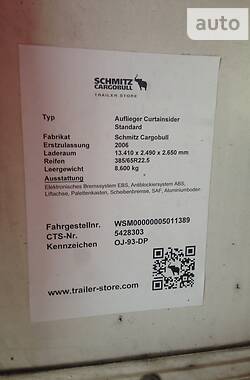 auto
RIA
SCHMITZ
CARGOBULL
TRAILER STORE
Typ Auflieger Curtainsider
Standard
Fabrikat Schmitz Cargobull
Erstzulassung 2006
Laderaum 13.410 x 2.490 x 2.650 mm
Reifen 385/65R22.5
Leergewicht 8.600 kg
Ausstattung
Elektronisches Bremssystem EBS, Antiblockersystem ABS,
Liftachse, Palettenkasten, Scheibenbremse, SAF, Aluminiumboden
Fahrgestellnr. WSM00000005011389
CTS-Nr. 5428303
Kennzeichen OJ-93-DP
www.trailer-store.com